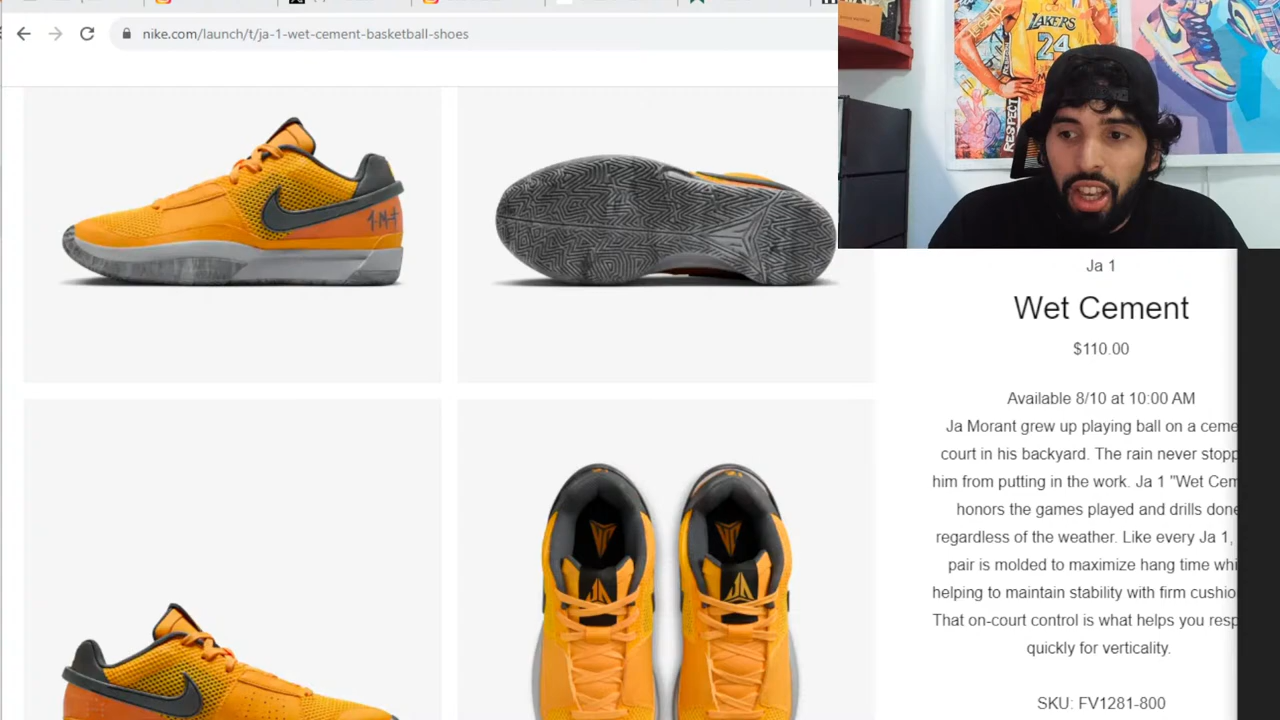 nike.com/launch/t/ja-1-wet-cement-basketball-shoes
LAKERS
24
RESPECT
Ja 1
Wet Cement
$110.00
Available 8/10 at 10:00 AM
Ja Morant grew up playing ball on a ceme
court in his backyard. The rain never stopp
him from putting in the work. Ja 1 "Wet Cem
honors the games played and drills done
regardless of the weather. Like every Ja 1,
pair is molded to maximize hang time whi
helping to maintain stability with firm cushio
That on-court control is what helps you resp
quickly for verticality.
SKU: FV1281-800